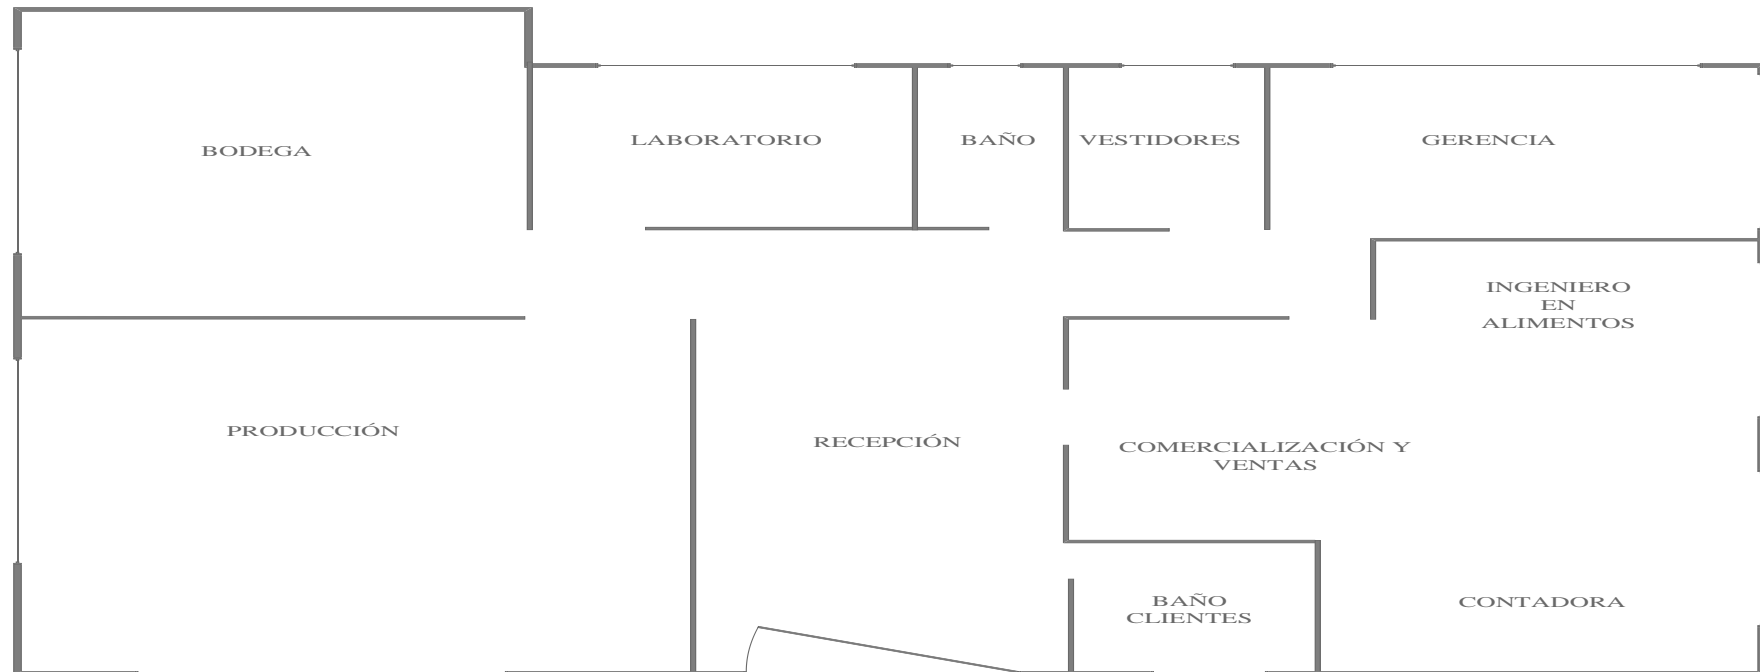 BODEGA
LABORATORIO
BAÑO
VESTIDORES
GERENCIA
INGENIERO
EN
ALIMENTOS
PRODUCCIÓN
RECEPCIÓN
COMERCIALIZACIÓN Y
VENTAS
BAÑO
CLIENTES
CONTADORA